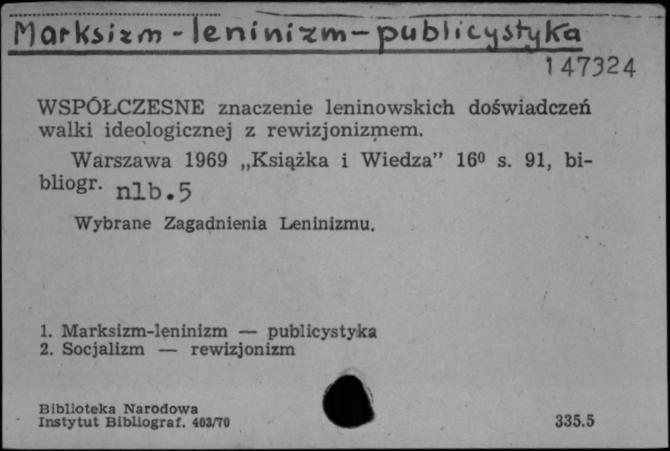 Marksizm - leninizm - publicystyka
147324
WSPÓŁCZESNE znaczenie leninowskich doświadczeń
walki ideologicznej z rewizjonizmem.
Warszawa 1969 „Książka i Wiedza” 16⁰ s. 91, bi-
bliogr. nlb.5
Wybrane Zagadnienia Leninizmu.
1. Marksizm-leninizm — publicystyka
2. Socjalizm — rewizjonizm
Biblioteka Narodowa
Instytut Bibliograf. 403/70
335.5